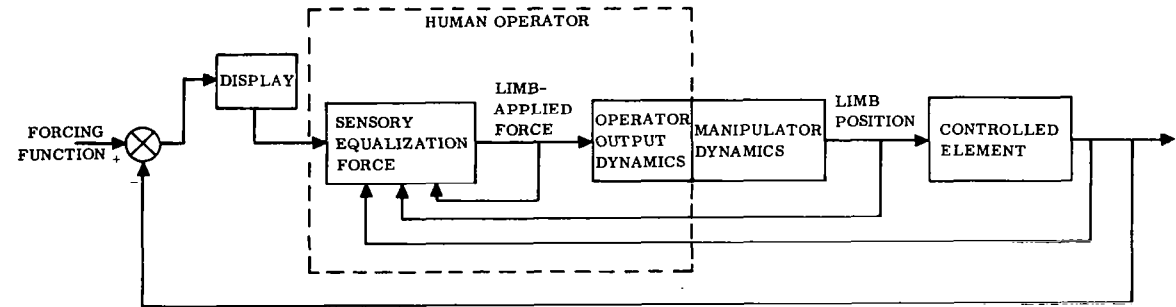 HUMAN OPERATOR
DISPLAY
FORCING
FUNCTION
+
-
SENSORY
EQUALIZATION
FORCE
LIMB-
APPLIED
FORCE
OPERATOR
OUTPUT
DYNAMICS
MANIPULATOR
DYNAMICS
LIMB
POSITION
CONTROLLED
ELEMENT